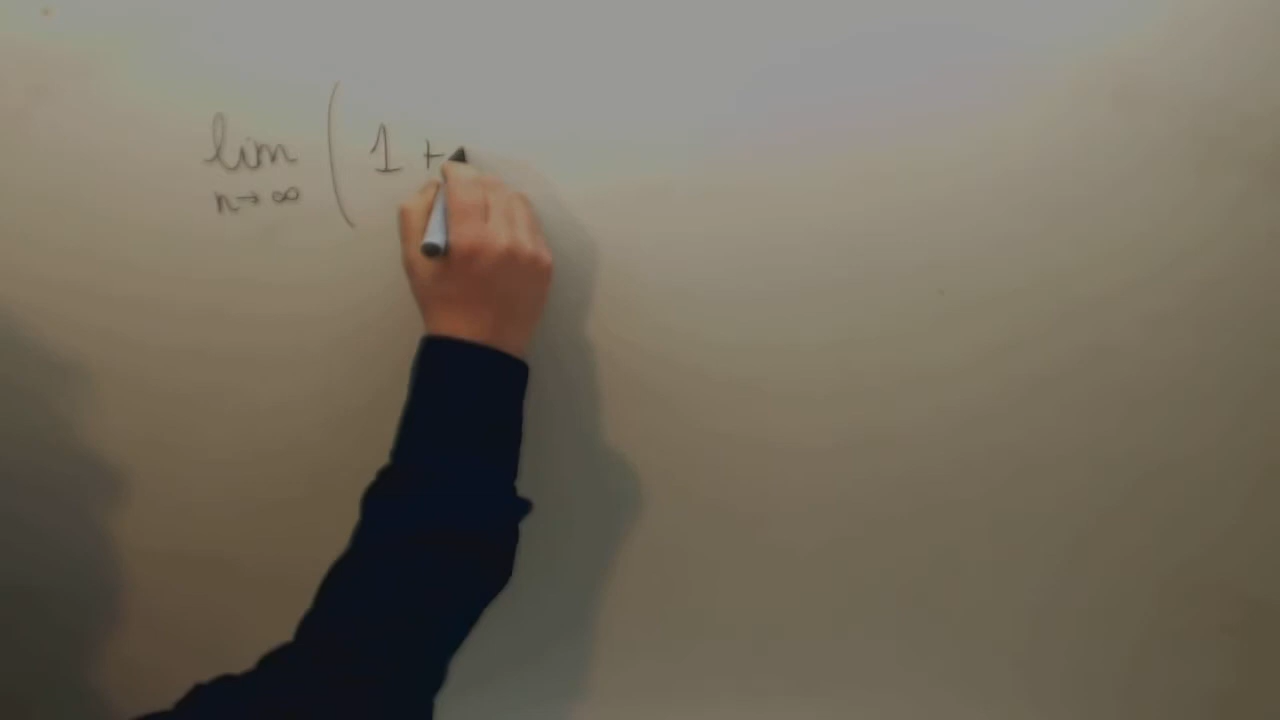 lim ( 1 +
n→∞